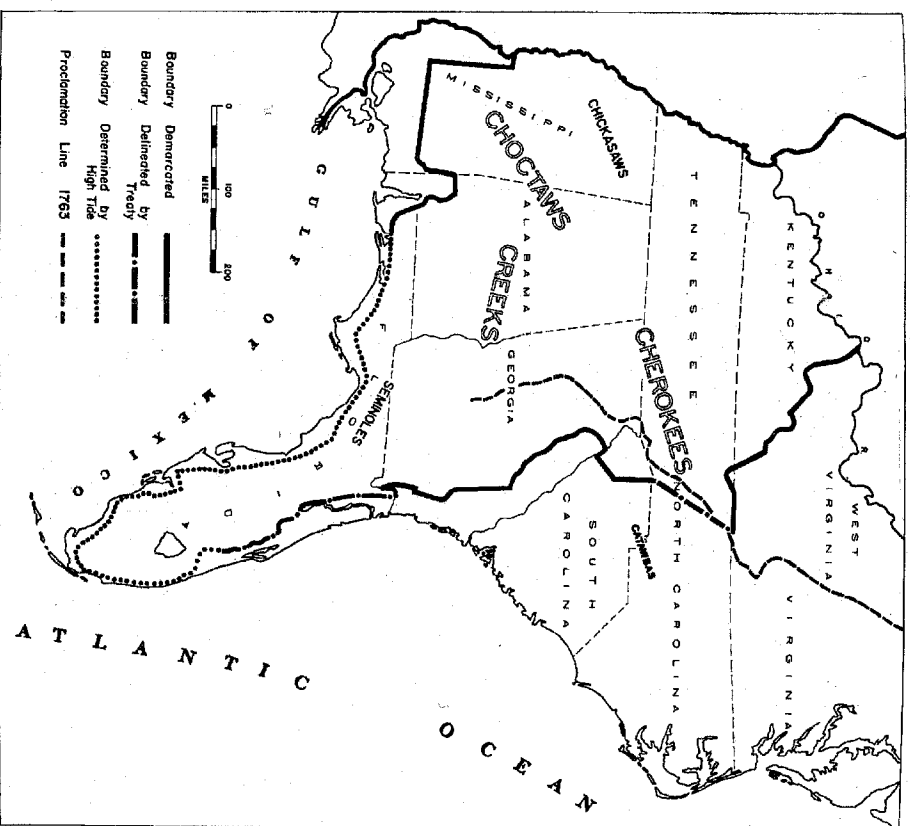 OHIO R.
KENTUCKY
WEST
VIRGINIA
VIRGINIA
TENNESSEE
NORTH CAROLINA
CHICKASAWS
CHEROKEES
CATAWBAS
MISSISSIPPI
CHOCTAWS
ALABAMA
CREEKS
GEORGIA
SOUTH
CAROLINA
SEMINOLES
FLORIDA
GULF OF MEXICO
ATLANTIC OCEAN
0 100 200
MILES
Boundary Demarcated
Boundary Delineated by
Treaty
Boundary Determined by
High Tide
Proclamation Line 1763